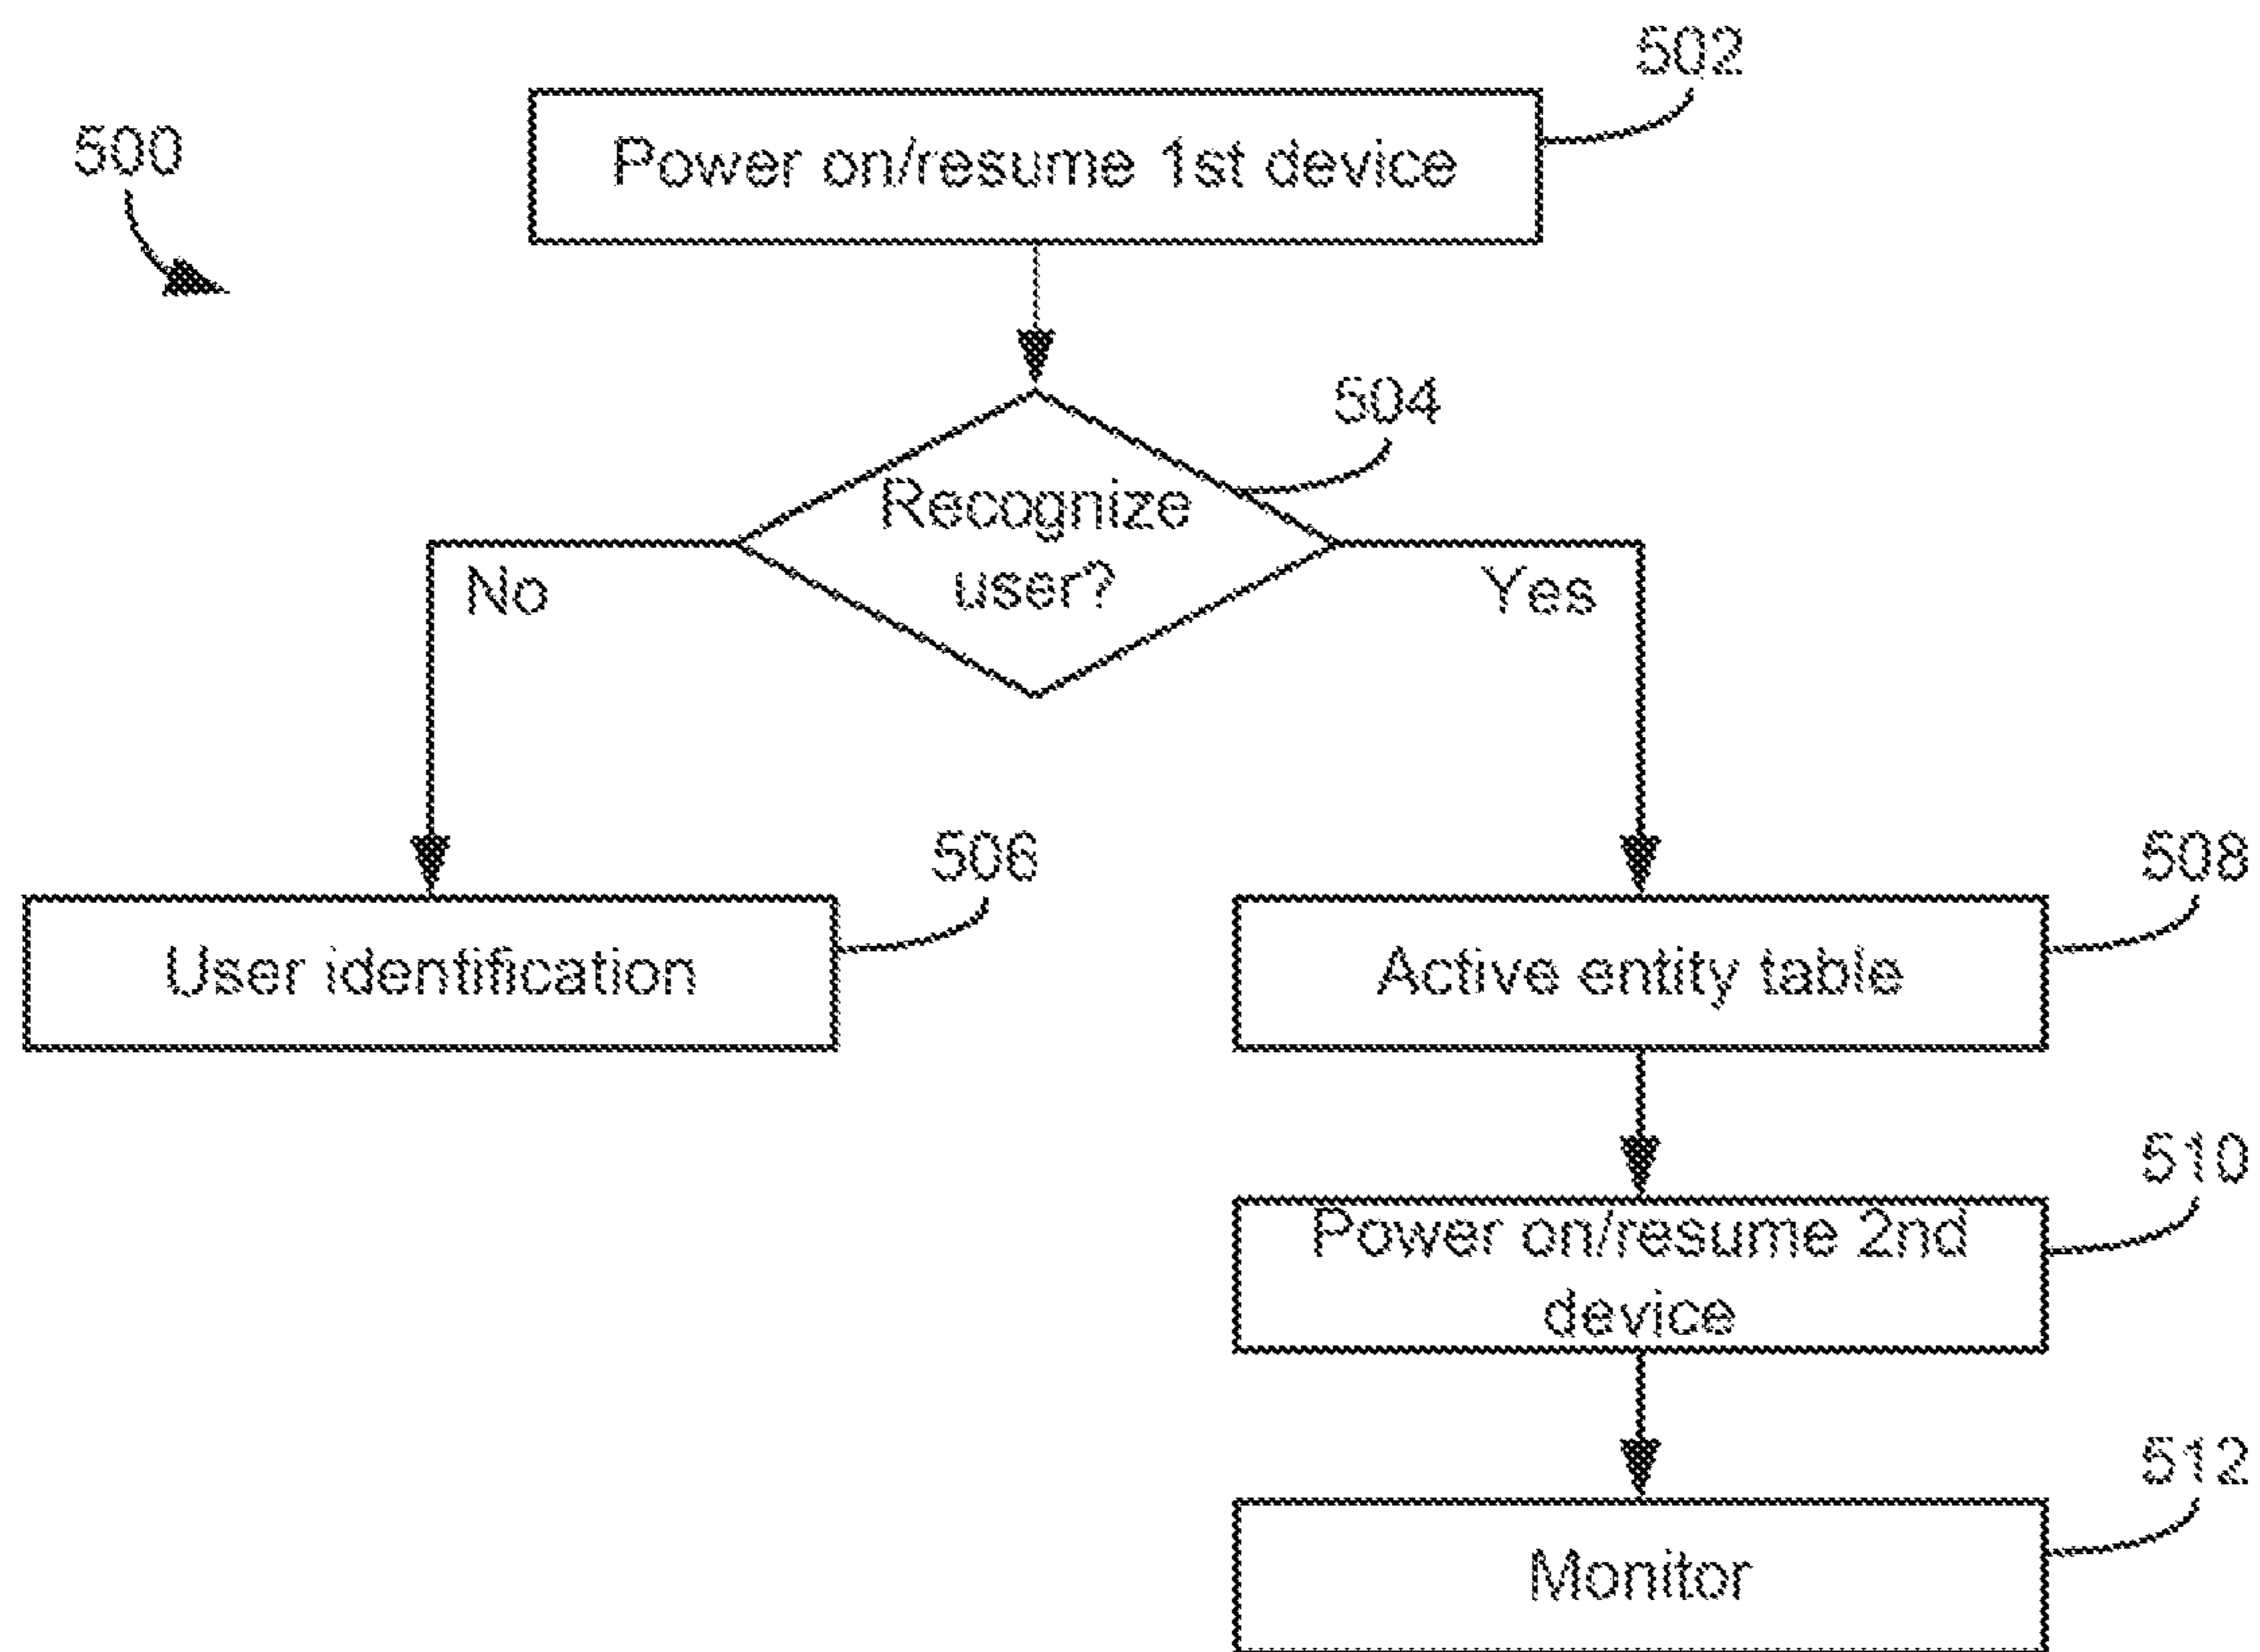 502
500
Power on/resume 1st device
504
Recognize
user?
No
Yes
506
508
User identification
Active entity table
510
Power on/resume 2nd
device
512
Monitor